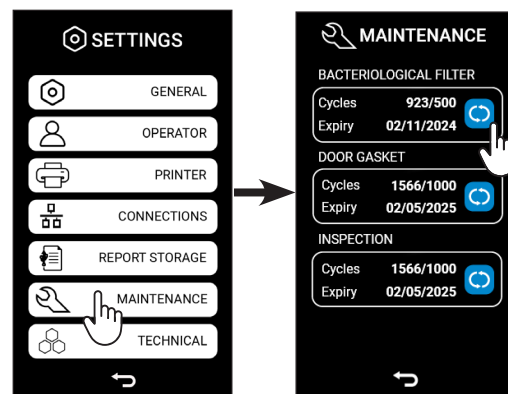 SETTINGS
GENERAL
OPERATOR
PRINTER
CONNECTIONS
REPORT STORAGE
MAINTENANCE
TECHNICAL
MAINTENANCE
BACTERIOLOGICAL FILTER
Cycles 923/500
Expiry 02/11/2024
DOOR GASKET
Cycles 1566/1000
Expiry 02/05/2025
INSPECTION
Cycles 1566/1000
Expiry 02/05/2025